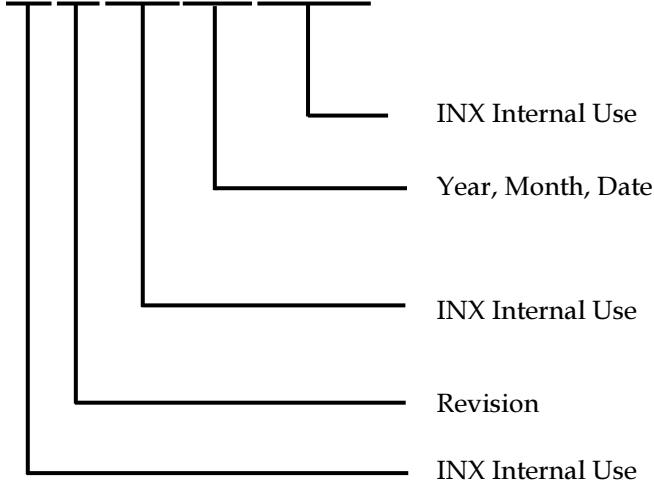 INX Internal Use
Year, Month, Date
INX Internal Use
Revision
INX Internal Use